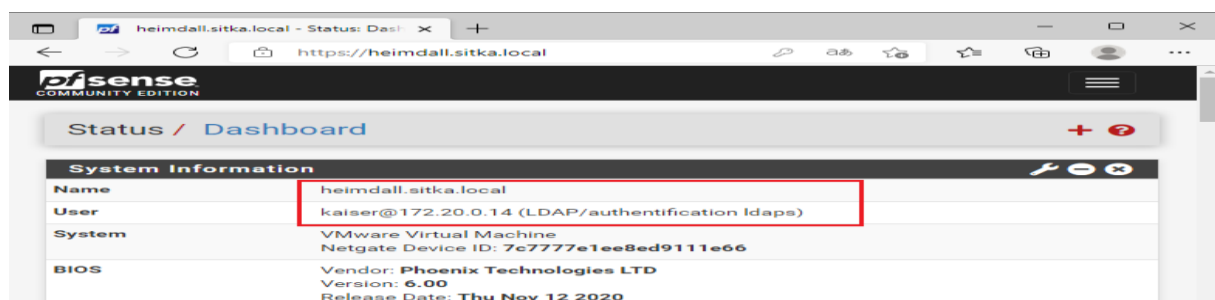 heimdall.sitka.local - Status: Dash
https://heimdall.sitka.local
pfsense
COMMUNITY EDITION
Status / Dashboard
System Information
Name heimdall.sitka.local
User kaiser@172.20.0.14 (LDAP/authentification ldaps)
System VMware Virtual Machine
Netgate Device ID: 7c7777e1ee8ed9111e66
BIOS Vendor: Phoenix Technologies LTD
Version: 6.00
Release Date: Thu Nov 12 2020